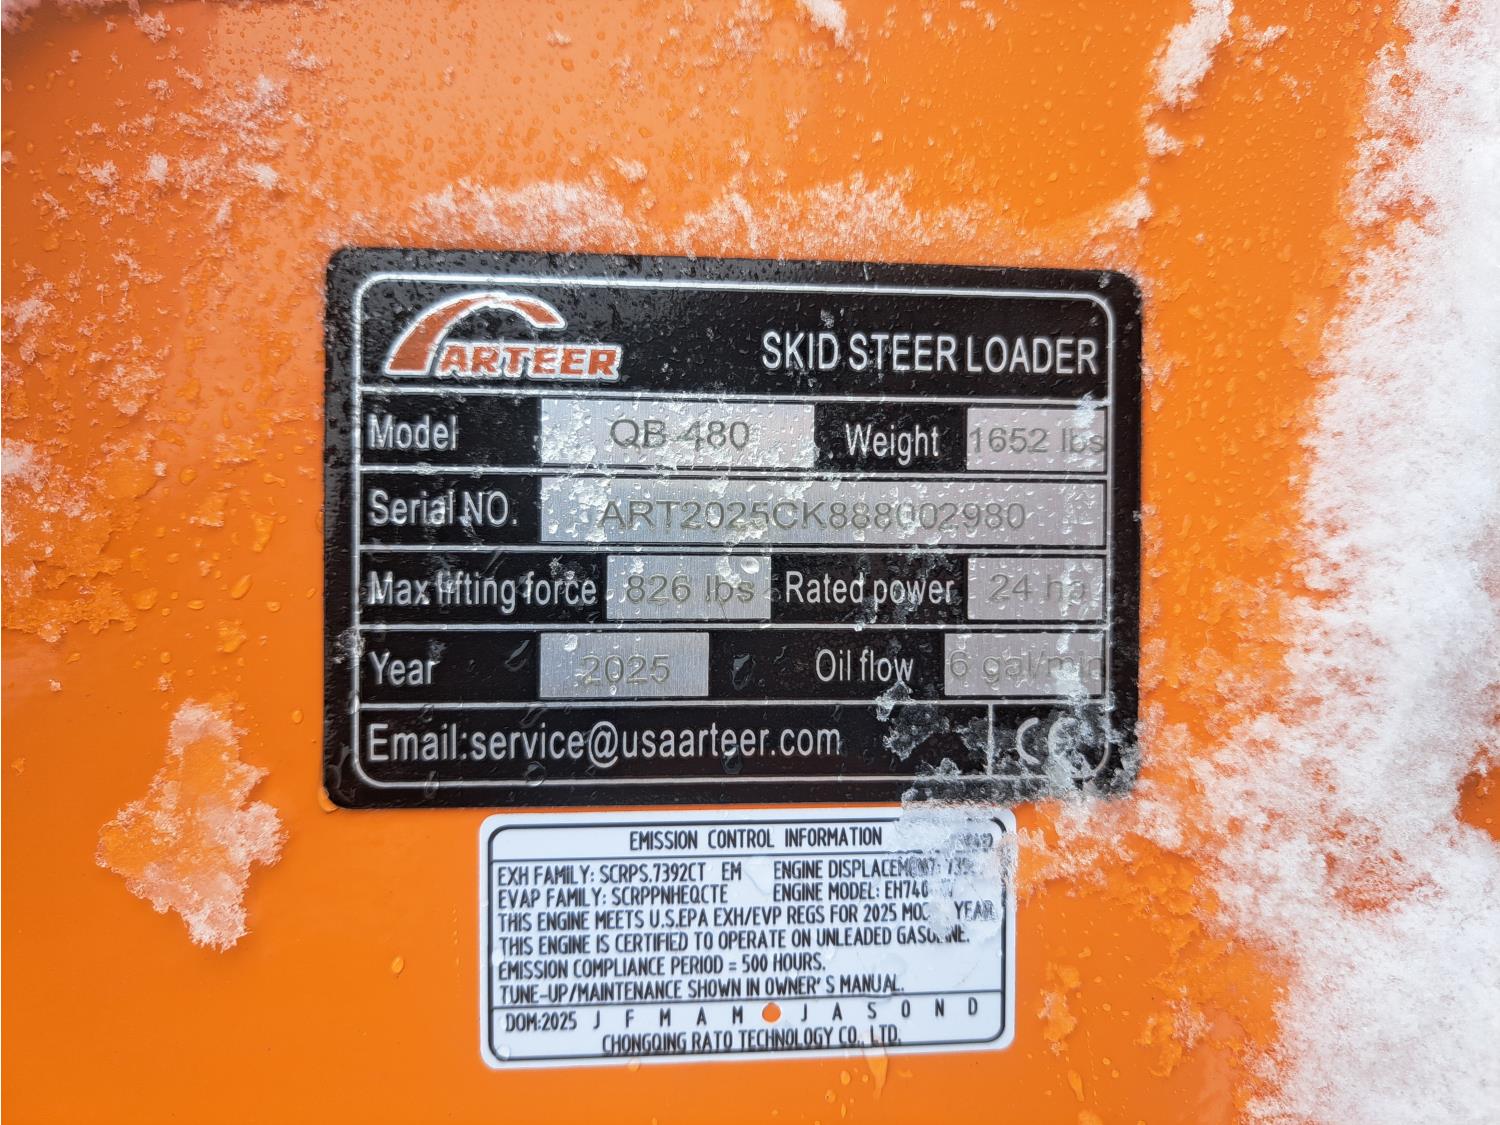 ARTEER SKID STEER LOADER
Model QB-480 Weight 1652 lbs
Serial NO. ART2025CK888002980
Max lifting force 826 lbs Rated power 24 hp
Year 2025 Oil flow 6 gal/min
Email:service@usaarteer.com CE
EMISSION CONTROL INFORMATION
EXH FAMILY: SCRPS.7392CT EM ENGINE DISPLACEMENT:
EVAP FAMILY: SCRPPNHEQCTE ENGINE MODEL:
THIS ENGINE MEETS U.S.EPA EXH/EVP REGS FOR 2025 MODEL YEAR
THIS ENGINE IS CERTIFIED TO OPERATE ON UNLEADED GASOLINE.
EMISSION COMPLIANCE PERIOD = 500 HOURS.
TUNE-UP/MAINTENANCE SHOWN IN OWNER' S MANUAL.
DOM:2025 J F M A M J A S O N D
CHONGQING RATO TECHNOLOGY CO., LTD.